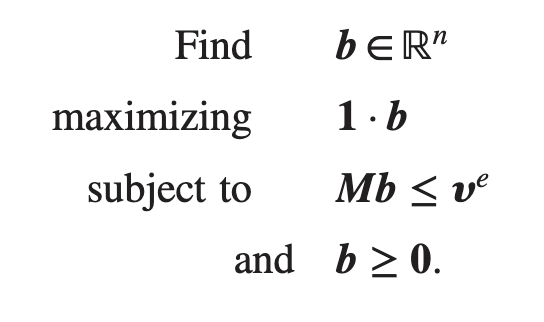 Find b ∈ ℝⁿ
maximizing 1 · b
subject to Mb ≤ vᵉ
and b ≥ 0.